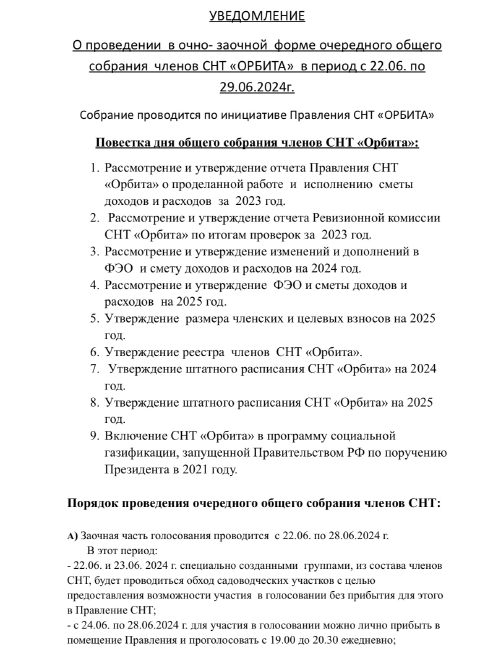 УВЕДОМЛЕНИЕ
О проведении в очно- заочной форме очередного общего
собрания членов СНТ «ОРБИТА» в период с 22.06. по
29.06.2024г.
Собрание проводится по инициативе Правления СНТ «ОРБИТА»
Повестка дня общего собрания членов СНТ «Орбита»:
1. Рассмотрение и утверждение отчета Правления СНТ
«Орбита» о проделанной работе и исполнению сметы
доходов и расходов за 2023 год.
2. Рассмотрение и утверждение отчета Ревизионной комиссии
СНТ «Орбита» по итогам проверок за 2023 год.
3. Рассмотрение и утверждение изменений и дополнений в
ФЭО и смету доходов и расходов на 2024 год.
4. Рассмотрение и утверждение ФЭО и сметы доходов и
расходов на 2025 год.
5. Утверждение размера членских и целевых взносов на 2025
год.
6. Утверждение реестра членов СНТ «Орбита».
7. Утверждение штатного расписания СНТ «Орбита» на 2024
год.
8. Утверждение штатного расписания СНТ «Орбита» на 2025
год.
9. Включение СНТ «Орбита» в программу социальной
газификации, запущенной Правительством РФ по поручению
Президента в 2021 году.
Порядок проведения очередного общего собрания членов СНТ:
А) Заочная часть голосования проводится с 22.06. по 28.06.2024 г.
В этот период:
- 22.06. и 23.06. 2024 г. специально созданными группами, из состава членов
СНТ, будет проводиться обход садоводческих участков с целью
предоставления возможности участия в голосовании без прибытия для этого
в Правление СНТ;
- с 24.06. по 28.06.2024 г. для участия в голосовании можно лично прибыть в
помещение Правления и проголосовать с 19.00 до 20.30 ежедневно;